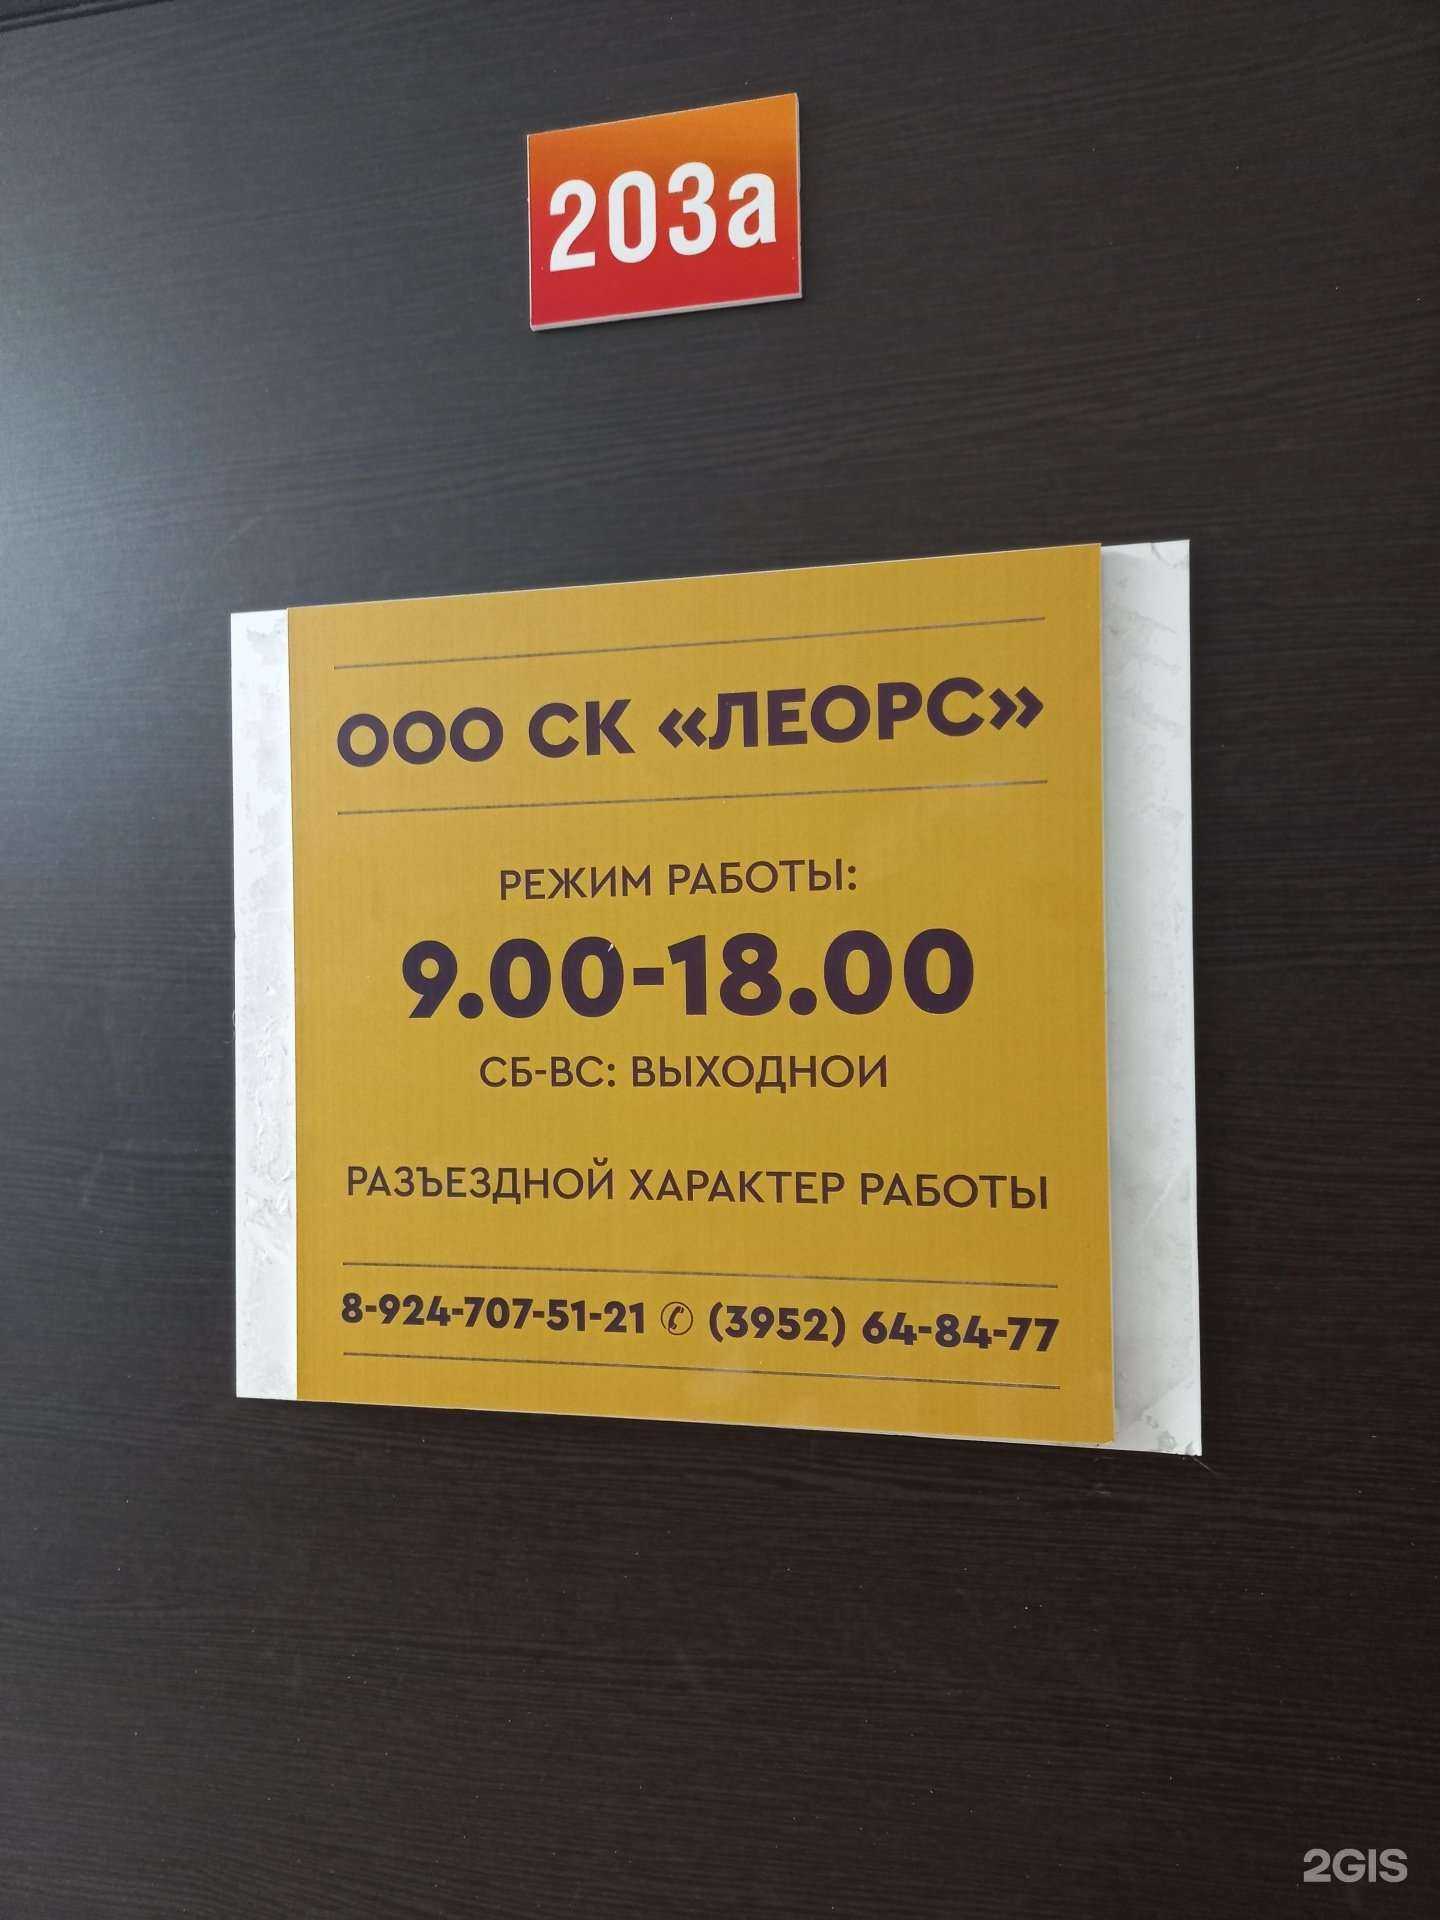 203а
ООО СК «ЛЕОРС»
РЕЖИМ РАБОТЫ:
9.00-18.00
СБ-ВС: ВЫХОДНОИ
РАЗЪЕЗДНОЙ ХАРАКТЕР РАБОТЫ
8-924-707-51-21 ✆ (3952) 64-84-77
2GIS